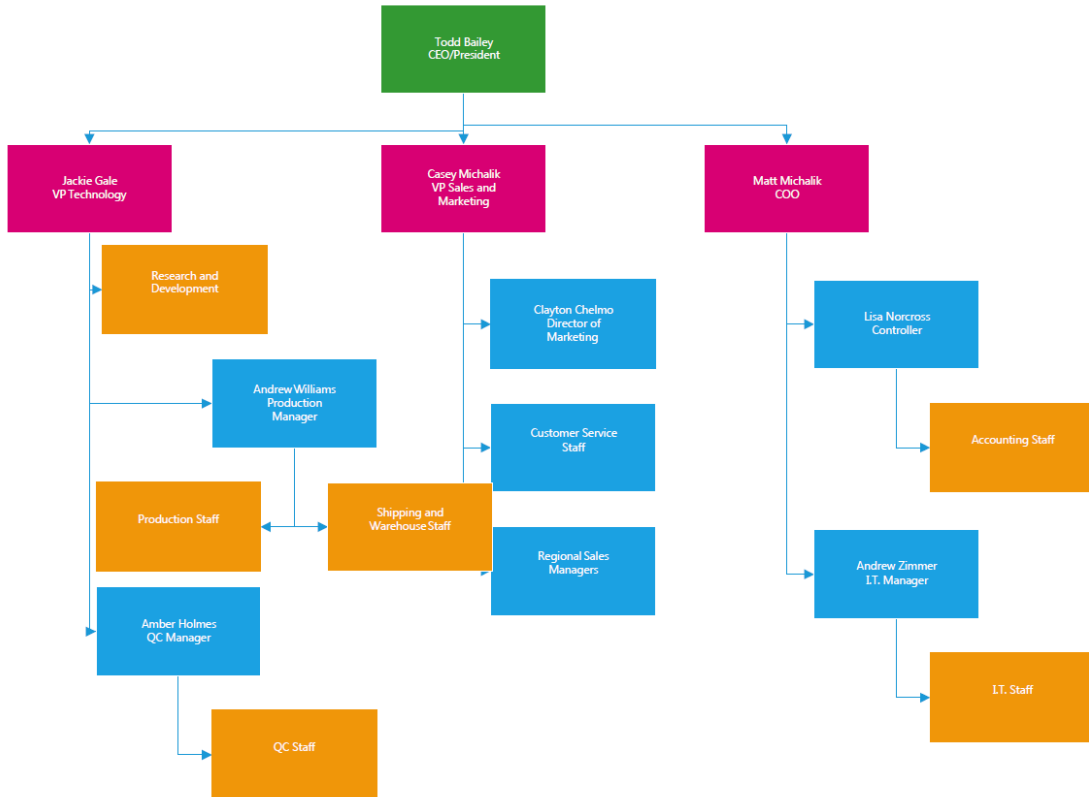 Todd Bailey
CEO/President
Jackie Gale
VP Technology
Casey Michalik
VP Sales and
Marketing
Matt Michalik
COO
Research and
Development
Clayton Chelmo
Director of
Marketing
Lisa Norcross
Controller
Andrew Williams
Production
Manager
Customer Service
Staff
Accounting Staff
Production Staff
Shipping and
Warehouse Staff
Regional Sales
Managers
Andrew Zimmer
I.T. Manager
Amber Holmes
QC Manager
I.T. Staff
QC Staff